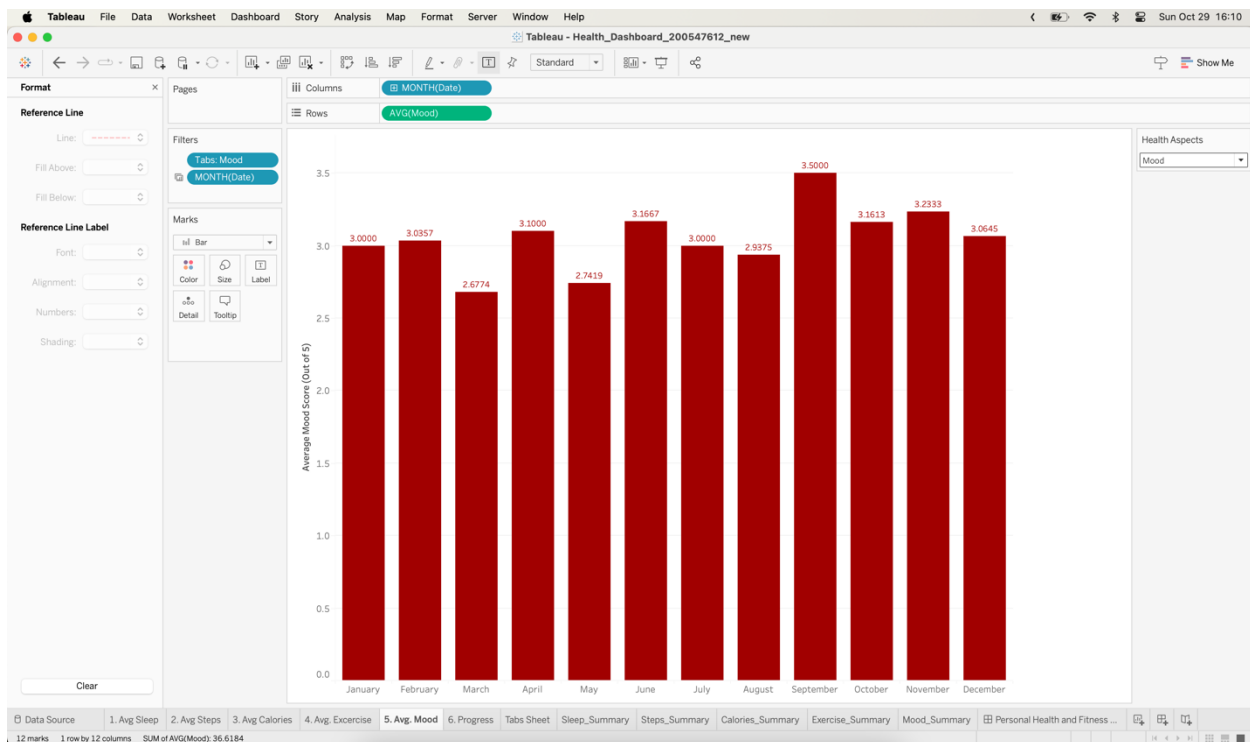 Tableau File Data Worksheet Dashboard Story Analysis Map Format Server Window Help Sun Oct 29 16:10
Tableau - Health_Dashboard_200547612_new
Standard Show Me
Format × Pages Columns MONTH(Date)
Reference Line Rows AVG(Mood)
Line:
Fill Above:
Fill Below:
Reference Line Label
Font:
Alignment:
Numbers:
Shading:
Clear
Filters
Tabs: Mood
MONTH(Date)
Marks
Bar
Color Size Label
Detail Tooltip
Average Mood Score (Out of 5)
3.5
3.0
2.5
2.0
1.5
1.0
0.5
0.0
3.0000 3.0357 2.6774 3.1000 2.7419 3.1667 3.0000 2.9375 3.5000 3.1613 3.2333 3.0645
January February March April May June July August September October November December
Health Aspects
Mood
Data Source 1. Avg Sleep 2. Avg Steps 3. Avg Calories 4. Avg. Excercise 5. Avg. Mood 6. Progress Tabs Sheet Sleep_Summary Steps_Summary Calories_Summary Exercise_Summary Mood_Summary Personal Health and Fitness ...
12 marks 1 row by 12 columns SUM of AVG(Mood): 36.6184